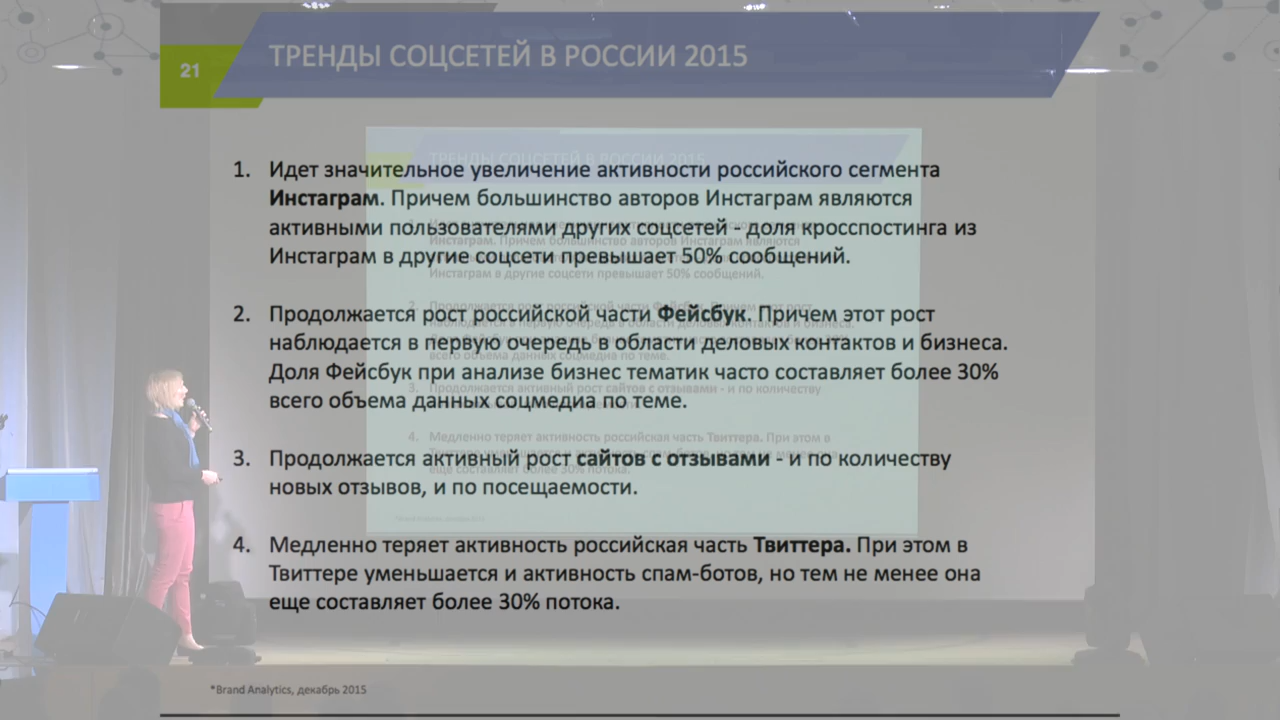 21
ТРЕНДЫ СОЦСЕТЕЙ В РОССИИ 2015
1. Идет значительное увеличение активности российского сегмента
Инстаграм. Причем большинство авторов Инстаграм являются
активными пользователями других соцсетей - доля кросспостинга из
Инстаграм в другие соцсети превышает 50% сообщений.
2. Продолжается рост российской части Фейсбук. Причем этот рост
наблюдается в первую очередь в области деловых контактов и бизнеса.
Доля Фейсбук при анализе бизнес тематик часто составляет более 30%
всего объема данных соцмедиа по теме.
3. Продолжается активный рост сайтов с отзывами - и по количеству
новых отзывов, и по посещаемости.
4. Медленно теряет активность российская часть Твиттера. При этом в
Твиттере уменьшается и активность спам-ботов, но тем не менее она
еще составляет более 30% потока.
*Brand Analytics, декабрь 2015